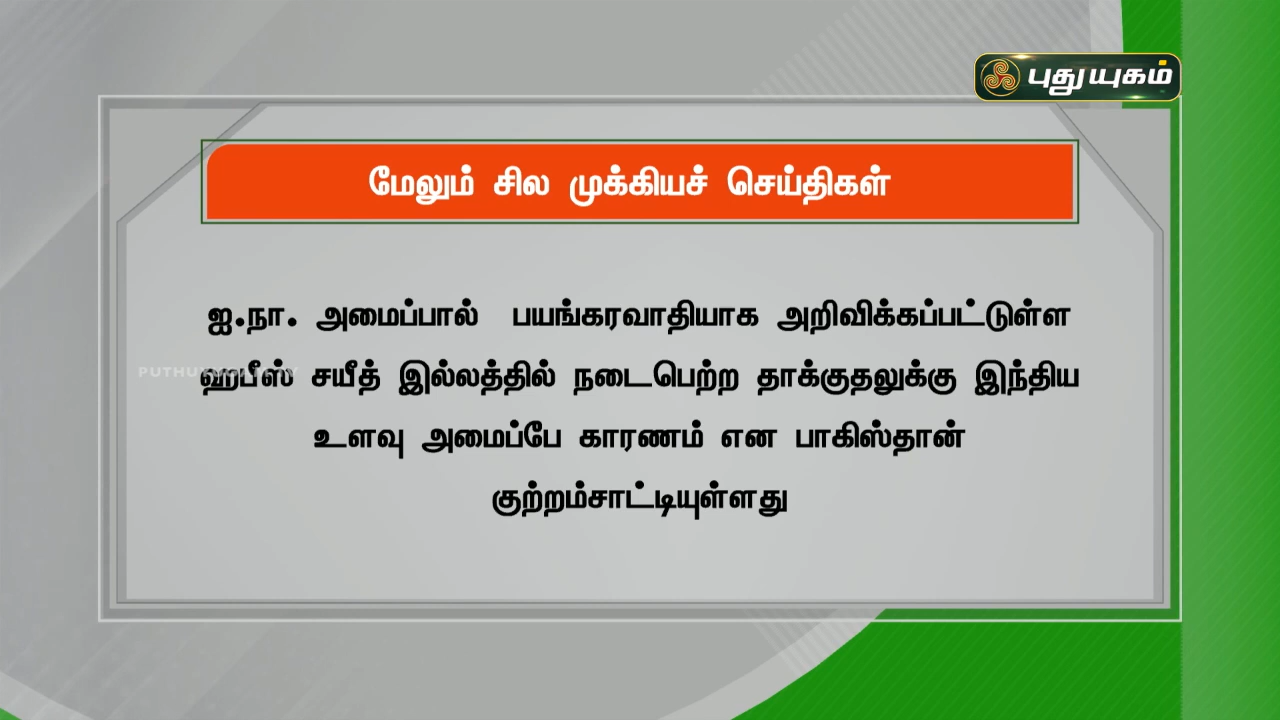 புதுயுகம்
மேலும் சில முக்கியச் செய்திகள்
ஐ.நா. அமைப்பால் பயங்கரவாதியாக அறிவிக்கப்பட்டுள்ள
ஹபீஸ் சயீத் இல்லத்தில் நடைபெற்ற தாக்குதலுக்கு இந்திய
உளவு அமைப்பே காரணம் என பாகிஸ்தான்
குற்றம்சாட்டியுள்ளது